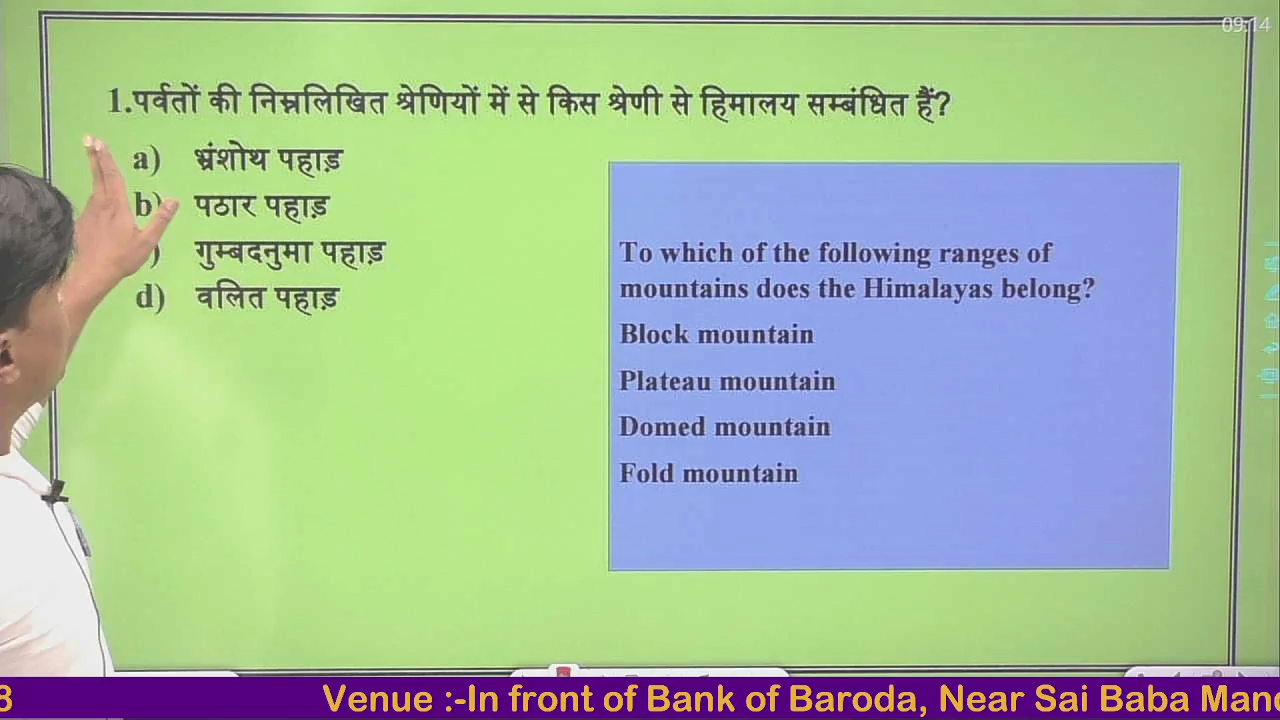 09:14
1.पर्वतों की निम्नलिखित श्रेणियों में से किस श्रेणी से हिमालय सम्बंधित हैं?
a) भ्रंशोथ पहाड़
b) पठार पहाड़
) गुम्बदनुमा पहाड़
d) वलित पहाड़
To which of the following ranges of
mountains does the Himalayas belong?
Block mountain
Plateau mountain
Domed mountain
Fold mountain
8 Venue :-In front of Bank of Baroda, Near Sai Baba